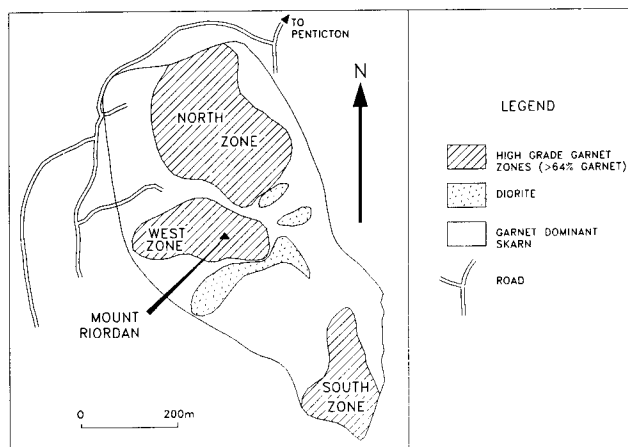 TO
PENTICTON
N
NORTH
ZONE
WEST
ZONE
MOUNT
RIORDAN
SOUTH
ZONE
0 200m
LEGEND
HIGH GRADE GARNET
ZONES (>64% GARNET)
DIORITE
GARNET DOMINANT
SKARN
ROAD